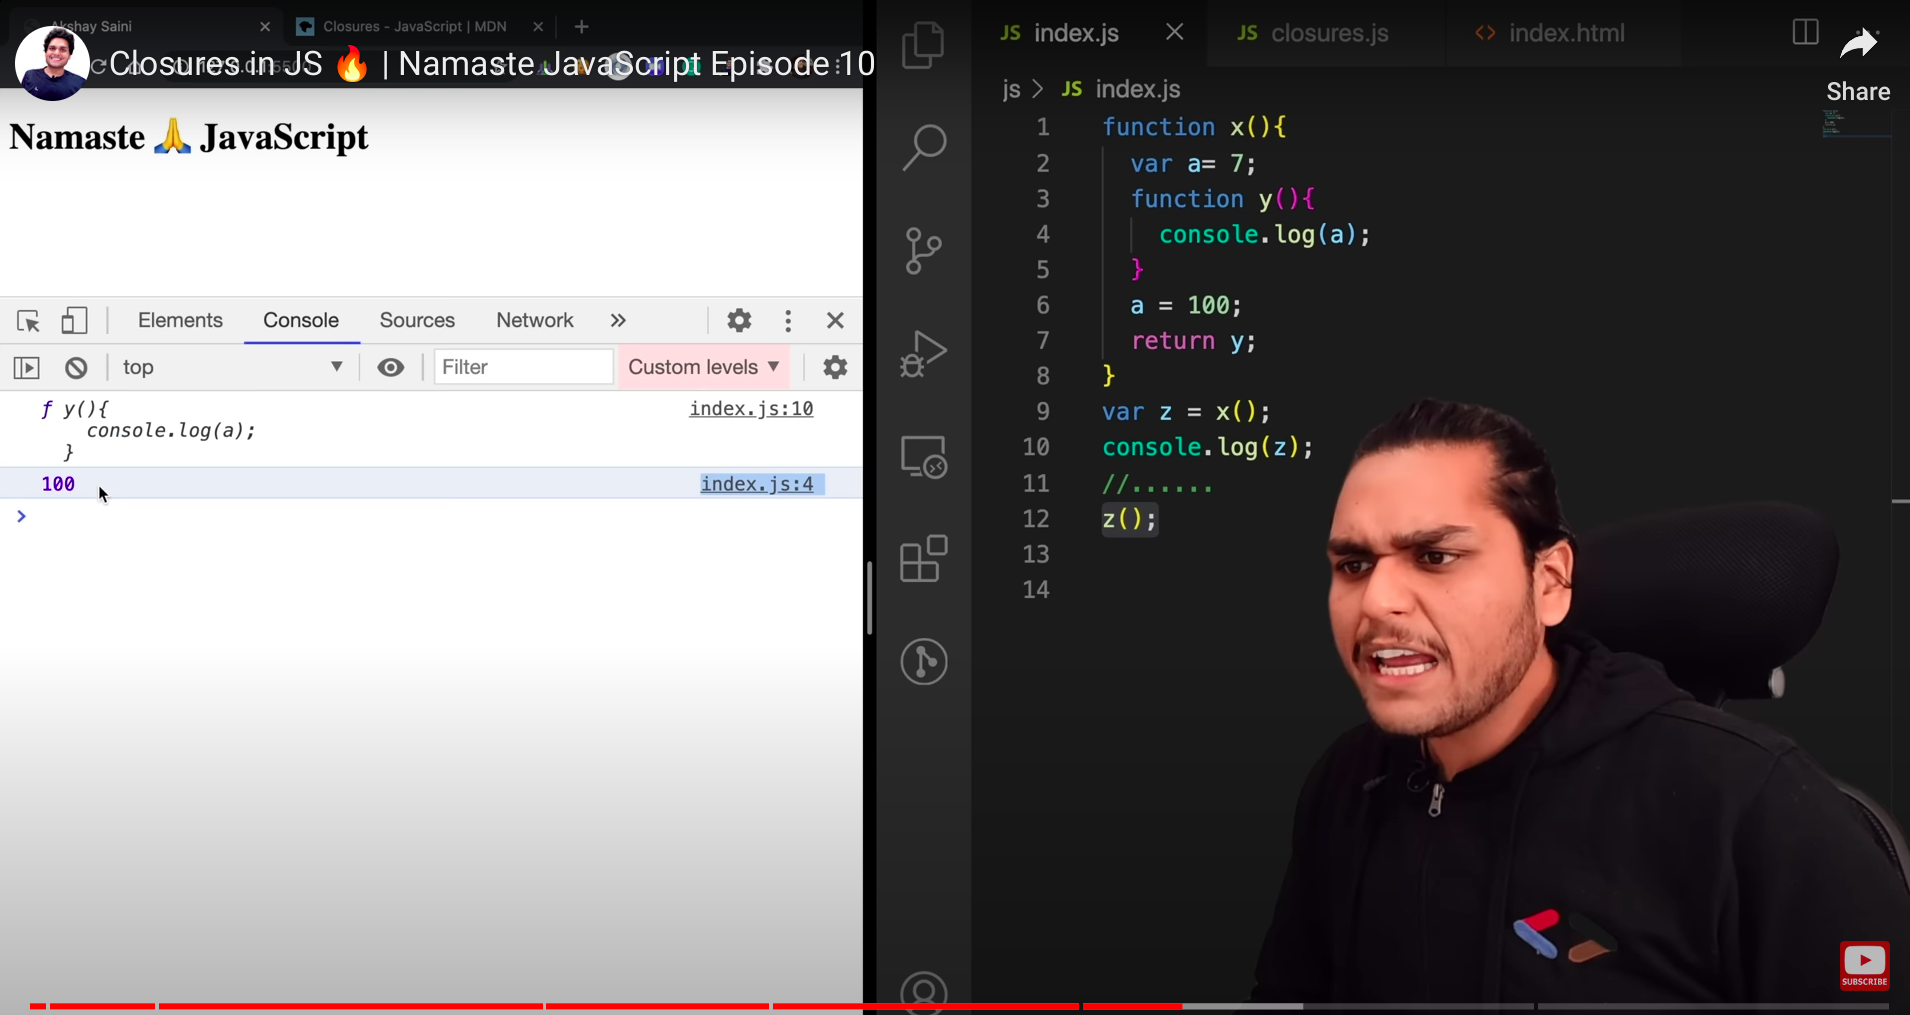 Akshay Saini
Closures - JavaScript | MDN
Closures in JS 🔥 | Namaste JavaScript Episode 10
Share
Namaste 🙏 JavaScript
Elements Console Sources Network »
top Filter Custom levels
f y(){ index.js:10
console.log(a);
}
100 index.js:4
>
JS index.js
JS closures.js
<> index.html
js > JS index.js
1 function x(){
2 var a= 7;
3 function y(){
4 console.log(a);
5 }
6 a = 100;
7 return y;
8 }
9 var z = x();
10 console.log(z);
11 //......
12 z();
13
14
SUBSCRIBE